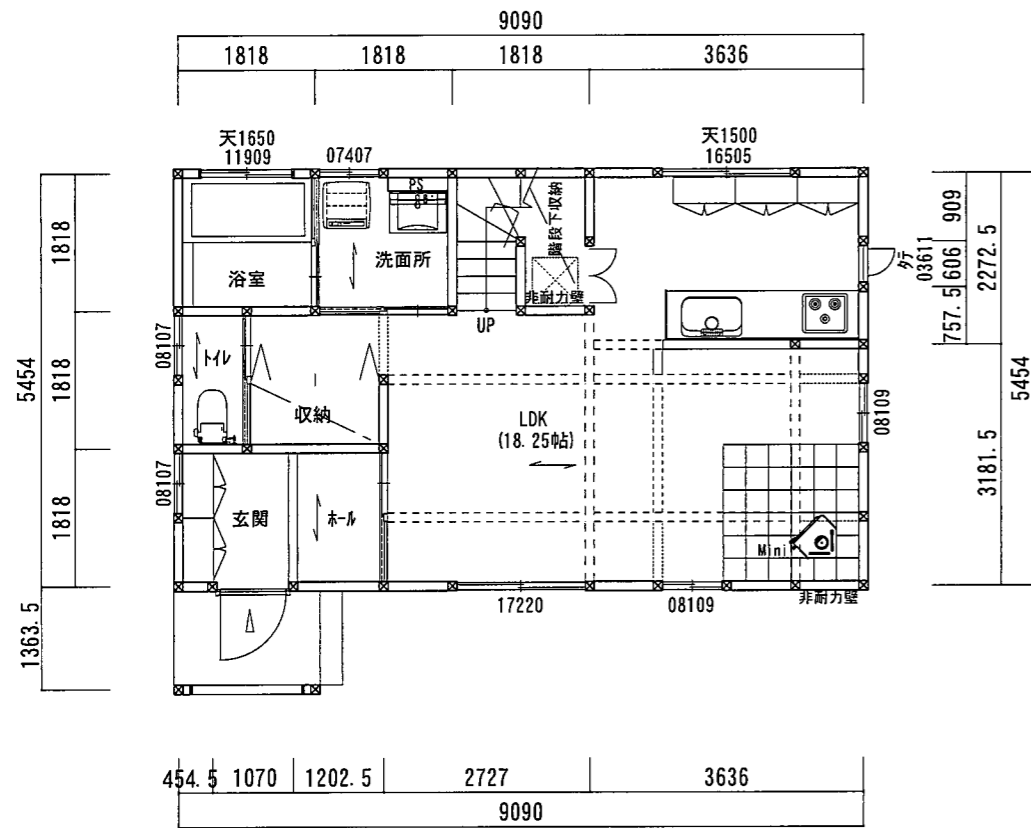 9090
1818
1818
1818
3636
天1650
11909
07407
天1500
16505
PS
洗面所
階段下収納
浴室
非耐力壁
UP
タテ
03611
909
606
757.5
2272.5
3181.5
5454
1818
1818
1818
5454
1363.5
08107
トイレ
収納
LDK
(18.25帖)
08109
08107
玄関
ホール
Mini
17220
08109
非耐力壁
454.5
1070
1202.5
2727
3636
9090